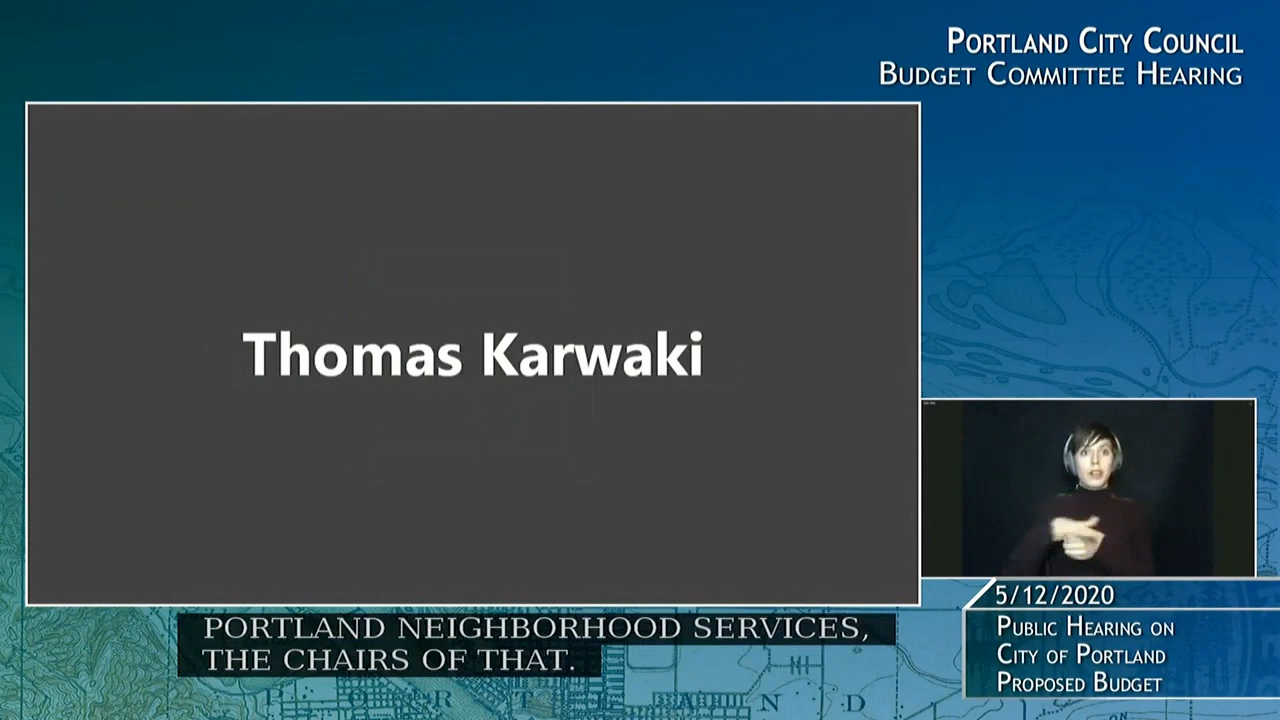 PORTLAND CITY COUNCIL
BUDGET COMMITTEE HEARING
Thomas Karwaki
5/12/2020
PUBLIC HEARING ON
CITY OF PORTLAND
PROPOSED BUDGET
PORTLAND NEIGHBORHOOD SERVICES,
THE CHAIRS OF THAT.